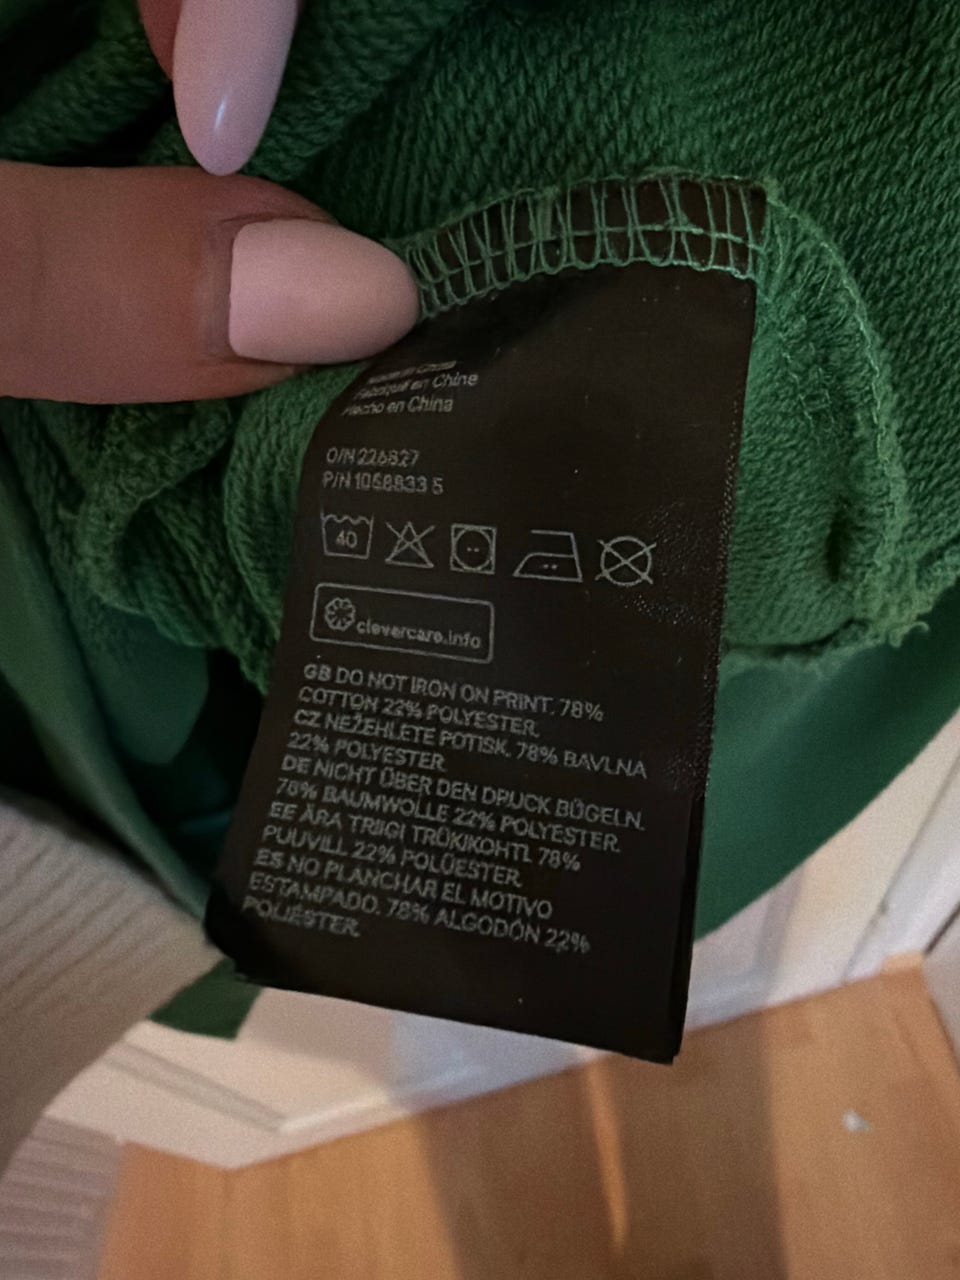 Made in China
Fabriqué en Chine
Hecho en China
O/N 226827
P/N 1068833 5
40
clevercare.info
GB DO NOT IRON ON PRINT. 78%
COTTON 22% POLYESTER.
CZ NEŽEHLETE POTISK. 78% BAVLNA
22% POLYESTER
DE NICHT ÜBER DEN DRUCK BÜGELN.
78% BAUMWOLLE 22% POLYESTER.
EE ÄRA TRIIGI TRÜKIKOHTI. 78%
PUUVILL 22% POLÜESTER.
ES NO PLANCHAR EL MOTIVO
ESTAMPADO. 78% ALGODÓN 22%
POLIÉSTER.